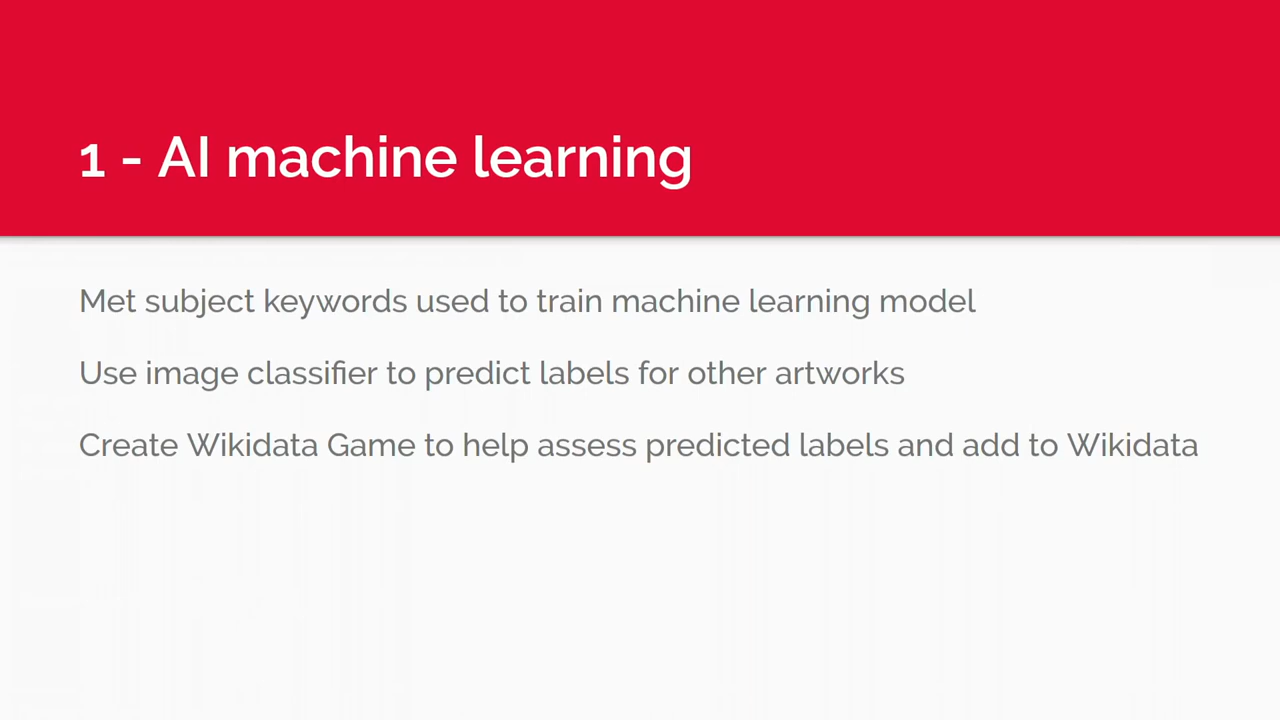 1 - AI machine learning
Met subject keywords used to train machine learning model
Use image classifier to predict labels for other artworks
Create Wikidata Game to help assess predicted labels and add to Wikidata